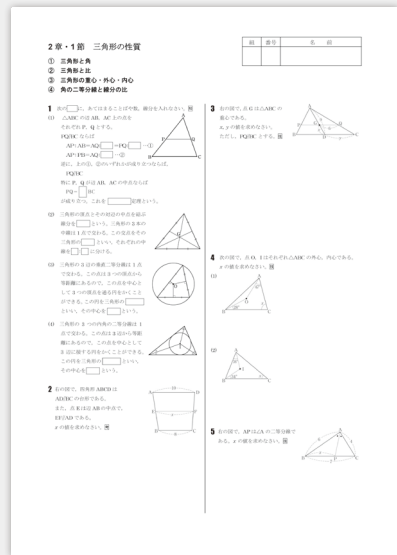 2 章・1 節　三角形の性質
組　番号　名　前
①　三角形と角
②　三角形と比
③　三角形の重心・外心・内心
④　角の二等分線と線分の比
1　次の□に，あてはまることばや数，線分を入れなさい。
(1)　△ABC の辺 AB，AC 上の点を
それぞれ P，Q とする。
PQ//BC ならば
AP：AB＝AQ：□＝PQ：□ …①
AP：PB＝AQ：□ …②
逆に，上の①，②のいずれかが成り立つならば，
PQ//BC
特に P，Q が辺 AB，AC の中点ならば
PQ＝□BC
が成り立つ。これを□定理という。
(2)　三角形の頂点とその対辺の中点を結ぶ
線分を□という。三角形の 3 本の
中線は 1 点で交わる。この交点をその
三角形の□といい，それぞれの中
線を□：□に分ける。
(3)　三角形の 3 辺の垂直二等分線は 1 点
で交わる。この点は 3 つの頂点から
等距離にあるので，この点を中心と
して 3 つの頂点を通る円をかくこと
ができる。この円を三角形の□
といい，その中心を□という。
(4)　三角形の 3 つの内角の二等分線は 1
点で交わる。この点は 3 辺から等距
離にあるので，この点を中心として
3 辺に接する円をかくことができる。
この円を三角形の□といい，
その中心を□という。
2　右の図で，四角形 ABCD は
AD//BC の台形である。
また，点 E は辺 AB の中点で，
EF//AD である。
x の値を求めなさい。
3　右の図で，点 G は△ABC の
重心である。
x，y の値を求めなさい。
ただし，PQ//BC とする。
4　次の図で，点 O，I はそれぞれ△ABC の外心，内心である。
x の値を求めなさい。
(1)
(2)
5　右の図で，AP は∠A の二等分線で
ある。x の値を求めなさい。